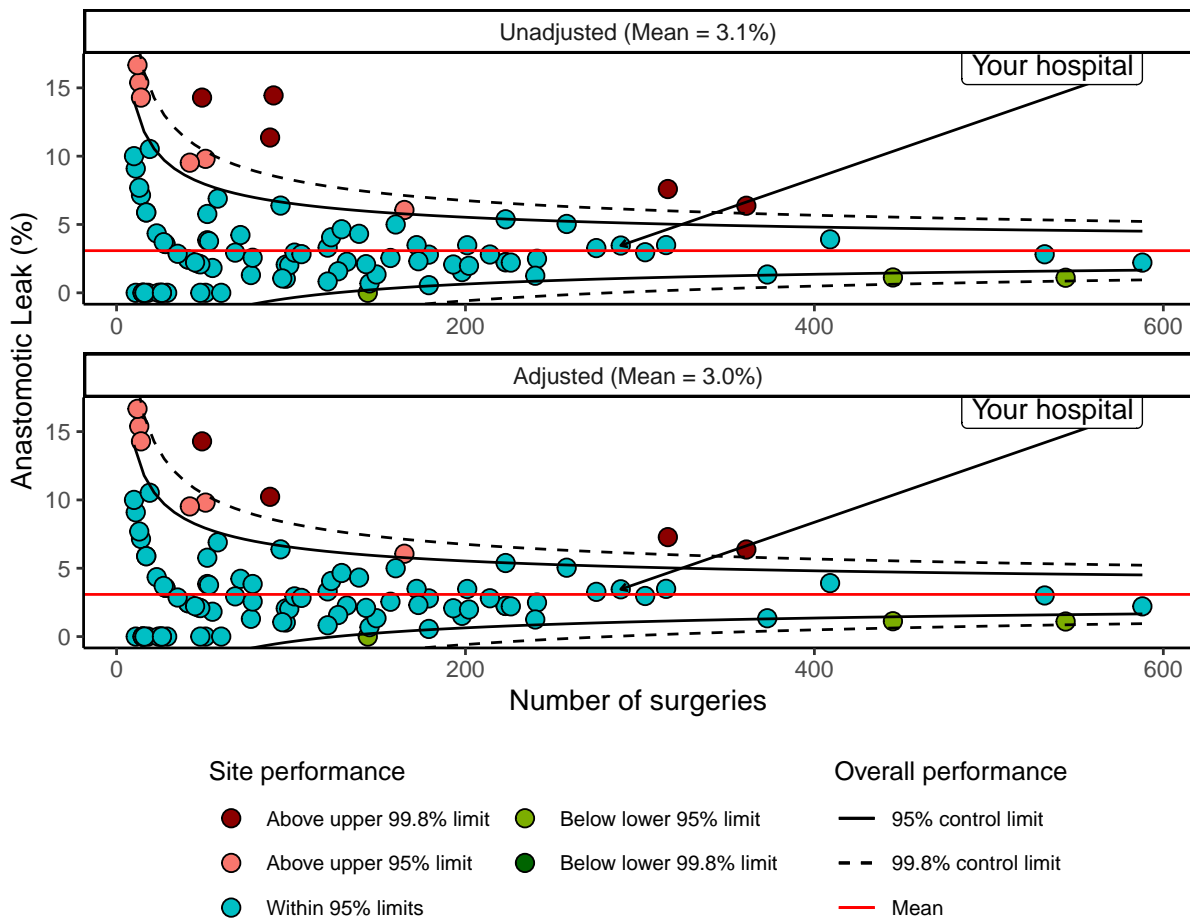 Unadjusted (Mean = 3.1%)
Your hospital
15
10
5
0
0 200 400 600
Adjusted (Mean = 3.0%)
Your hospital
15
10
5
0
0 200 400 600
Anastomotic Leak (%)
Number of surgeries
Site performance
Above upper 99.8% limit
Above upper 95% limit
Within 95% limits
Below lower 95% limit
Below lower 99.8% limit
Overall performance
95% control limit
99.8% control limit
Mean